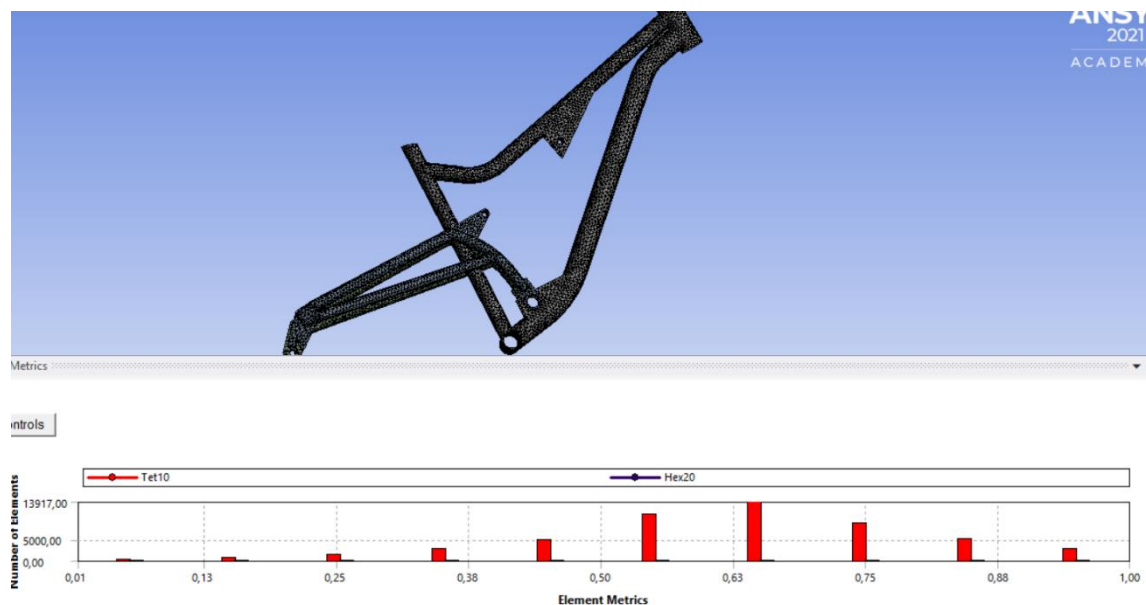 ANSY
2021
ACADEM
Metrics
ontrols
Tet10
Hex20
Number of Elements
13917,00
5000,00
0,00
0,01
0,13
0,25
0,38
0,50
0,63
0,75
0,88
1,00
Element Metrics